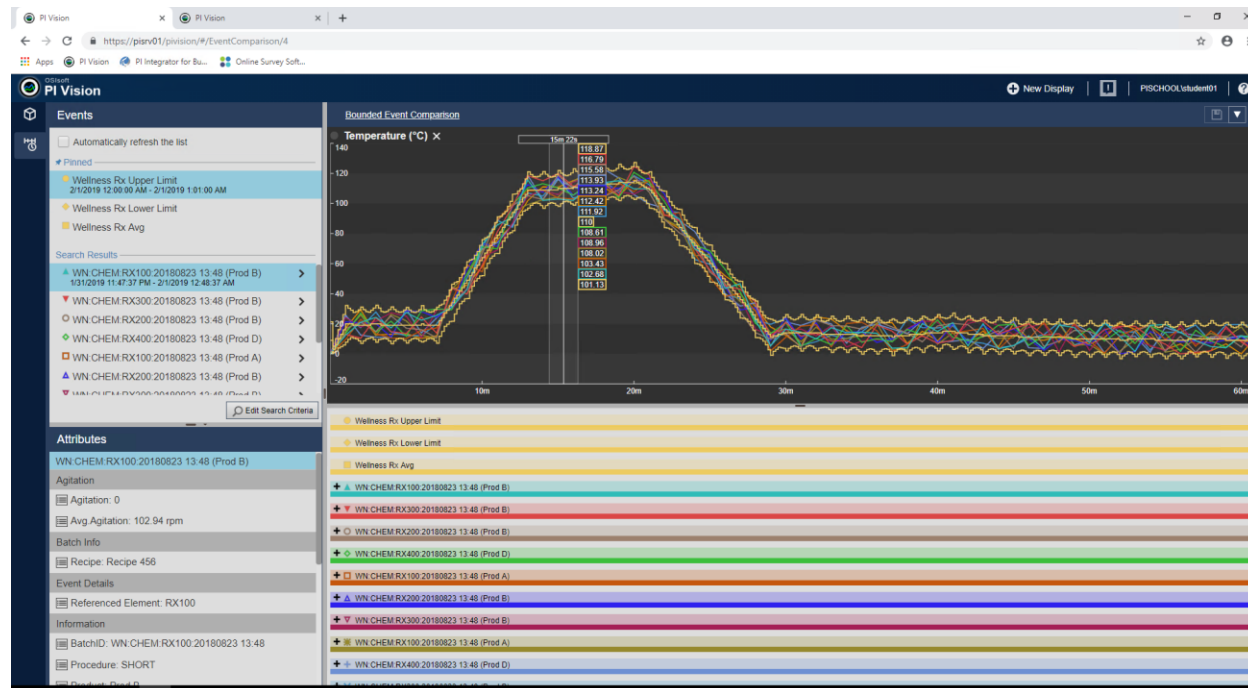 PI Vision
PI Vision
https://pisrv01/pivision/#/EventComparison/4
Apps PI Vision PI Integrator for Bu... Online Survey Soft...
OSIsoft
PI Vision
New Display
PISCHOOL\student01
Events
Automatically refresh the list
Pinned
Wellness Rx Upper Limit
2/1/2019 12:00:00 AM - 2/1/2019 1:01:00 AM
Wellness Rx Lower Limit
Wellness Rx Avg
Search Results
WN:CHEM:RX100:20180823 13:48 (Prod B)
1/31/2019 11:47:37 PM - 2/1/2019 12:48:37 AM
WN:CHEM:RX300:20180823 13:48 (Prod B)
WN:CHEM:RX200:20180823 13:48 (Prod B)
WN:CHEM:RX400:20180823 13:48 (Prod D)
WN:CHEM:RX100:20180823 13:48 (Prod A)
WN:CHEM:RX200:20180823 13:48 (Prod B)
Edit Search Criteria
Attributes
WN:CHEM:RX100:20180823 13:48 (Prod B)
Agitation
Agitation: 0
Avg.Agitation: 102.94 rpm
Batch Info
Recipe: Recipe 456
Event Details
Referenced Element: RX100
Information
BatchID: WN:CHEM:RX100:20180823 13:48
Procedure: SHORT
Product: Prod B
Bounded Event Comparison
Temperature (°C)
15m 22s
140
120
100
80
60
40
20
0
-20
118.87
116.79
115.58
113.93
113.24
112.42
111.92
110
108.61
108.96
108.02
103.43
102.68
101.13
10m 20m 30m 40m 50m 60m
Wellness Rx Upper Limit
Wellness Rx Lower Limit
Wellness Rx Avg
WN:CHEM:RX100:20180823 13:48 (Prod B)
WN:CHEM:RX300:20180823 13:48 (Prod B)
WN:CHEM:RX200:20180823 13:48 (Prod B)
WN:CHEM:RX400:20180823 13:48 (Prod D)
WN:CHEM:RX100:20180823 13:48 (Prod A)
WN:CHEM:RX200:20180823 13:48 (Prod B)
WN:CHEM:RX300:20180823 13:48 (Prod B)
WN:CHEM:RX100:20180823 13:48 (Prod A)
WN:CHEM:RX400:20180823 13:48 (Prod D)